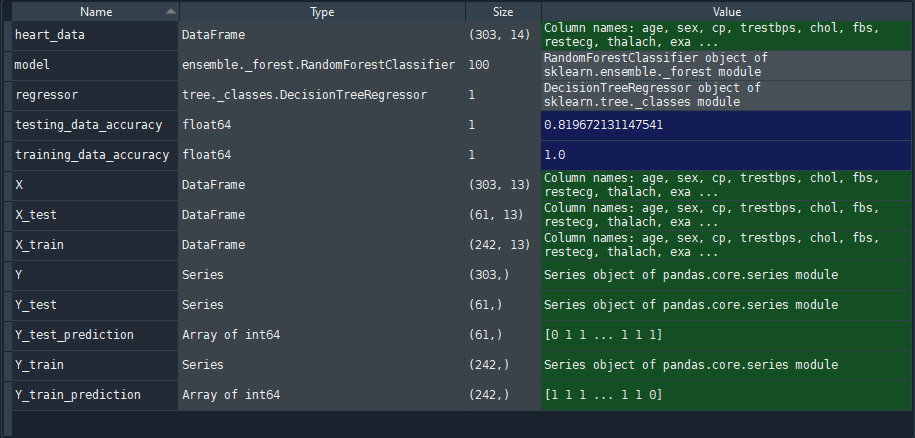 Name Type Size Value
heart_data DataFrame (303, 14) Column names: age, sex, cp, trestbps, chol, fbs,
restecg, thalach, exa ...
model ensemble._forest.RandomForestClassifier 100 RandomForestClassifier object of
sklearn.ensemble._forest module
regressor tree._classes.DecisionTreeRegressor 1 DecisionTreeRegressor object of
sklearn.tree._classes module
testing_data_accuracy float64 1 0.819672131147541
training_data_accuracy float64 1 1.0
X DataFrame (303, 13) Column names: age, sex, cp, trestbps, chol, fbs,
restecg, thalach, exa ...
X_test DataFrame (61, 13) Column names: age, sex, cp, trestbps, chol, fbs,
restecg, thalach, exa ...
X_train DataFrame (242, 13) Column names: age, sex, cp, trestbps, chol, fbs,
restecg, thalach, exa ...
Y Series (303,) Series object of pandas.core.series module
Y_test Series (61,) Series object of pandas.core.series module
Y_test_prediction Array of int64 (61,) [0 1 1 ... 1 1 1]
Y_train Series (242,) Series object of pandas.core.series module
Y_train_prediction Array of int64 (242,) [1 1 1 ... 1 1 0]